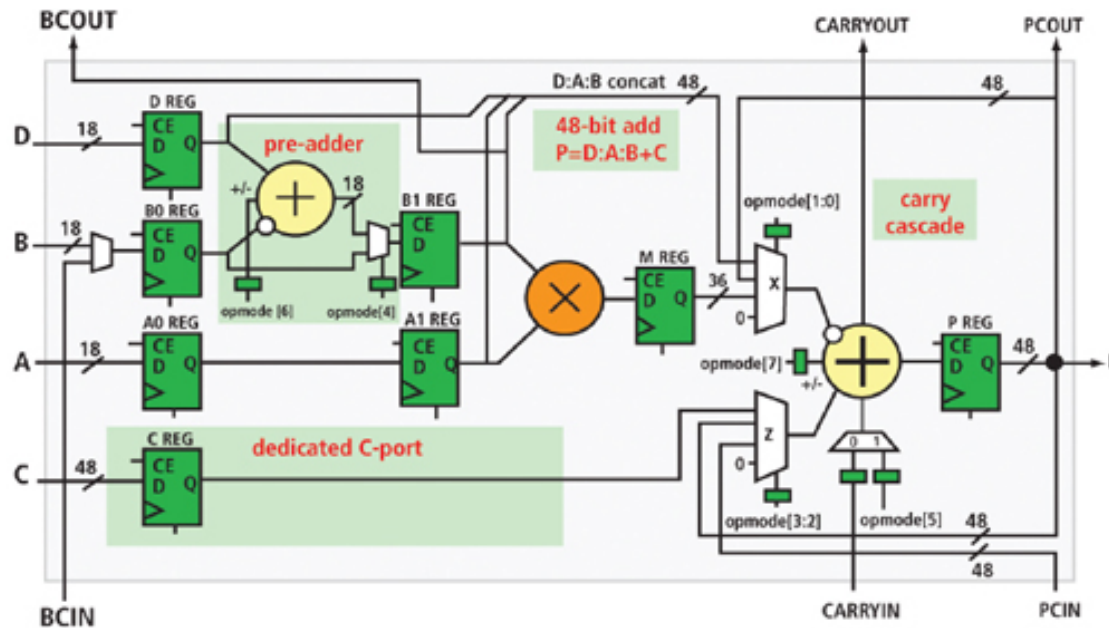 BCOUT
CARRYOUT
PCOUT
D:A:B concat
48
48
D REG
D
18
CE
D
Q
pre-adder
48-bit add
P=D:A:B+C
+/-
18
B1 REG
opmode[1:0]
carry
cascade
B0 REG
B
18
CE
D
Q
CE
D
M REG
X
opmode [6]
opmode[4]
36
CE
D
Q
0
A0 REG
A1 REG
P REG
A
18
CE
D
Q
CE
D
Q
opmode[7]
+/-
CE
D
Q
48
C REG
dedicated C-port
Z
0
1
C
48
CE
D
Q
0
opmode[3:2]
opmode[5]
48
48
BCIN
CARRYIN
PCIN